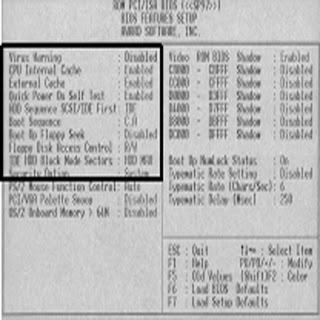 ROM PCI/ISA BIOS (<<SP97>>)
BIOS FEATURES SETUP
AWARD SOFTWARE, INC.
Virus Warning : Disabled
CPU Internal Cache : Enabled
External Cache : Enabled
Quick Power On Self Test : Enabled
HDD Sequence SCSI/IDE First : IDE
Boot Sequence : C,A
Boot Up Floppy Seek : Disabled
Floppy Disk Access Control : R/W
IDE HDD Block Mode Sectors : HDD MAX
Security Option : System
PS/2 Mouse Function Control : Auto
PCI/VGA Palette Snoop : Disabled
OS/2 Onboard Memory > 64M : Disabled
Video ROM BIOS Shadow : Enabled
C8000 - CBFFF Shadow : Disabled
CC000 - CFFFF Shadow : Disabled
D0000 - D3FFF Shadow : Disabled
D4000 - D7FFF Shadow : Disabled
D8000 - DBFFF Shadow : Disabled
DC000 - DFFFF Shadow : Disabled
Boot Up NumLock Status : On
Typematic Rate Setting : Disabled
Typematic Rate (Chars/Sec) : 6
Typematic Delay (Msec) : 250
ESC : Quit ↑↓→← : Select Item
F1 : Help PU/PD/+/- : Modify
F5 : Old Values (Shift)F2 : Color
F6 : Load BIOS Defaults
F7 : Load Setup Defaults